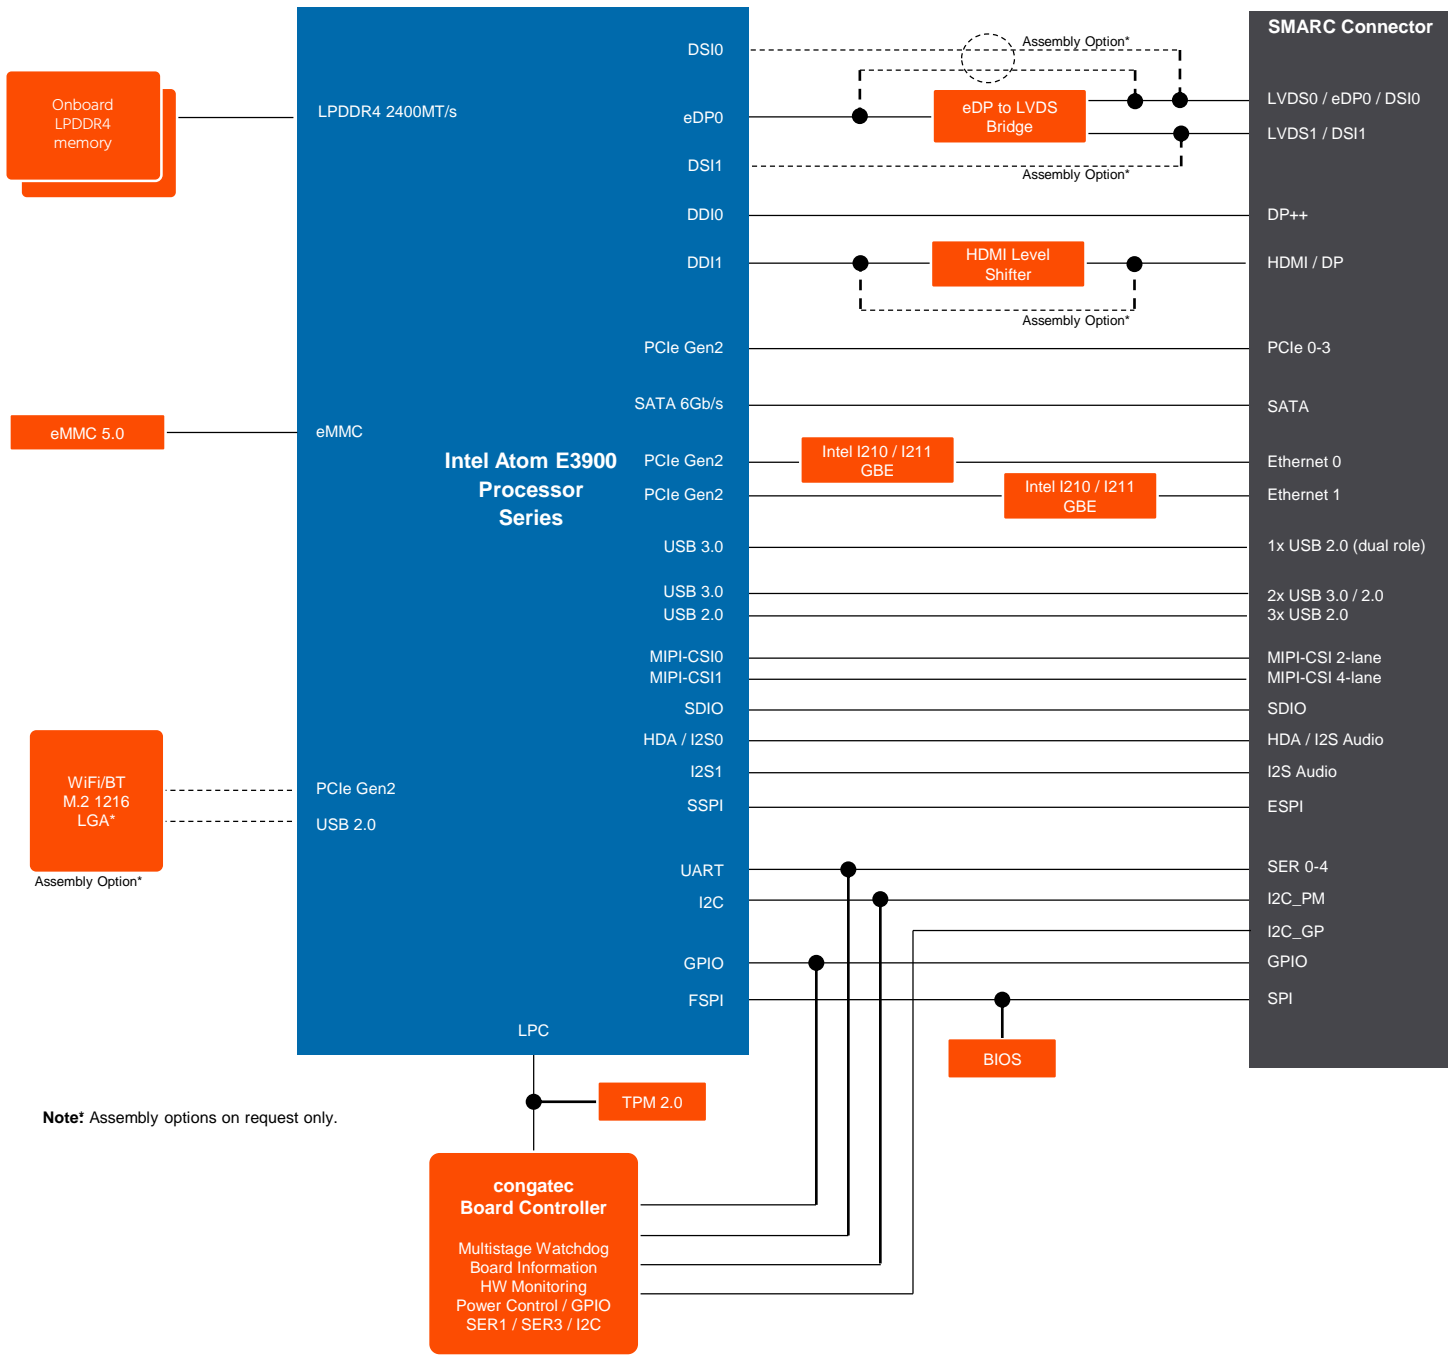 Onboard
LPDDR4
memory
eMMC 5.0
WiFi/BT
M.2 1216
LGA*
Assembly Option*
Note*: Assembly options on request only.
LPDDR4 2400MT/s
eMMC
PCIe Gen2
USB 2.0
Intel Atom E3900
Processor
Series
LPC
DSI0
eDP0
DSI1
DDI0
DDI1
PCIe Gen2
SATA 6Gb/s
PCIe Gen2
PCIe Gen2
USB 3.0
USB 3.0
USB 2.0
MIPI-CSI0
MIPI-CSI1
SDIO
HDA / I2S0
I2S1
SSPI
UART
I2C
GPIO
FSPI
Assembly Option*
eDP to LVDS
Bridge
Assembly Option*
HDMI Level
Shifter
Assembly Option*
Intel I210 / I211
GBE
Intel I210 / I211
GBE
BIOS
TPM 2.0
congatec
Board Controller
Multistage Watchdog
Board Information
HW Monitoring
Power Control / GPIO
SER1 / SER3 / I2C
SMARC Connector
LVDS0 / eDP0 / DSI0
LVDS1 / DSI1
DP++
HDMI / DP
PCIe 0-3
SATA
Ethernet 0
Ethernet 1
1x USB 2.0 (dual role)
2x USB 3.0 / 2.0
3x USB 2.0
MIPI-CSI 2-lane
MIPI-CSI 4-lane
SDIO
HDA / I2S Audio
I2S Audio
ESPI
SER 0-4
I2C_PM
I2C_GP
GPIO
SPI